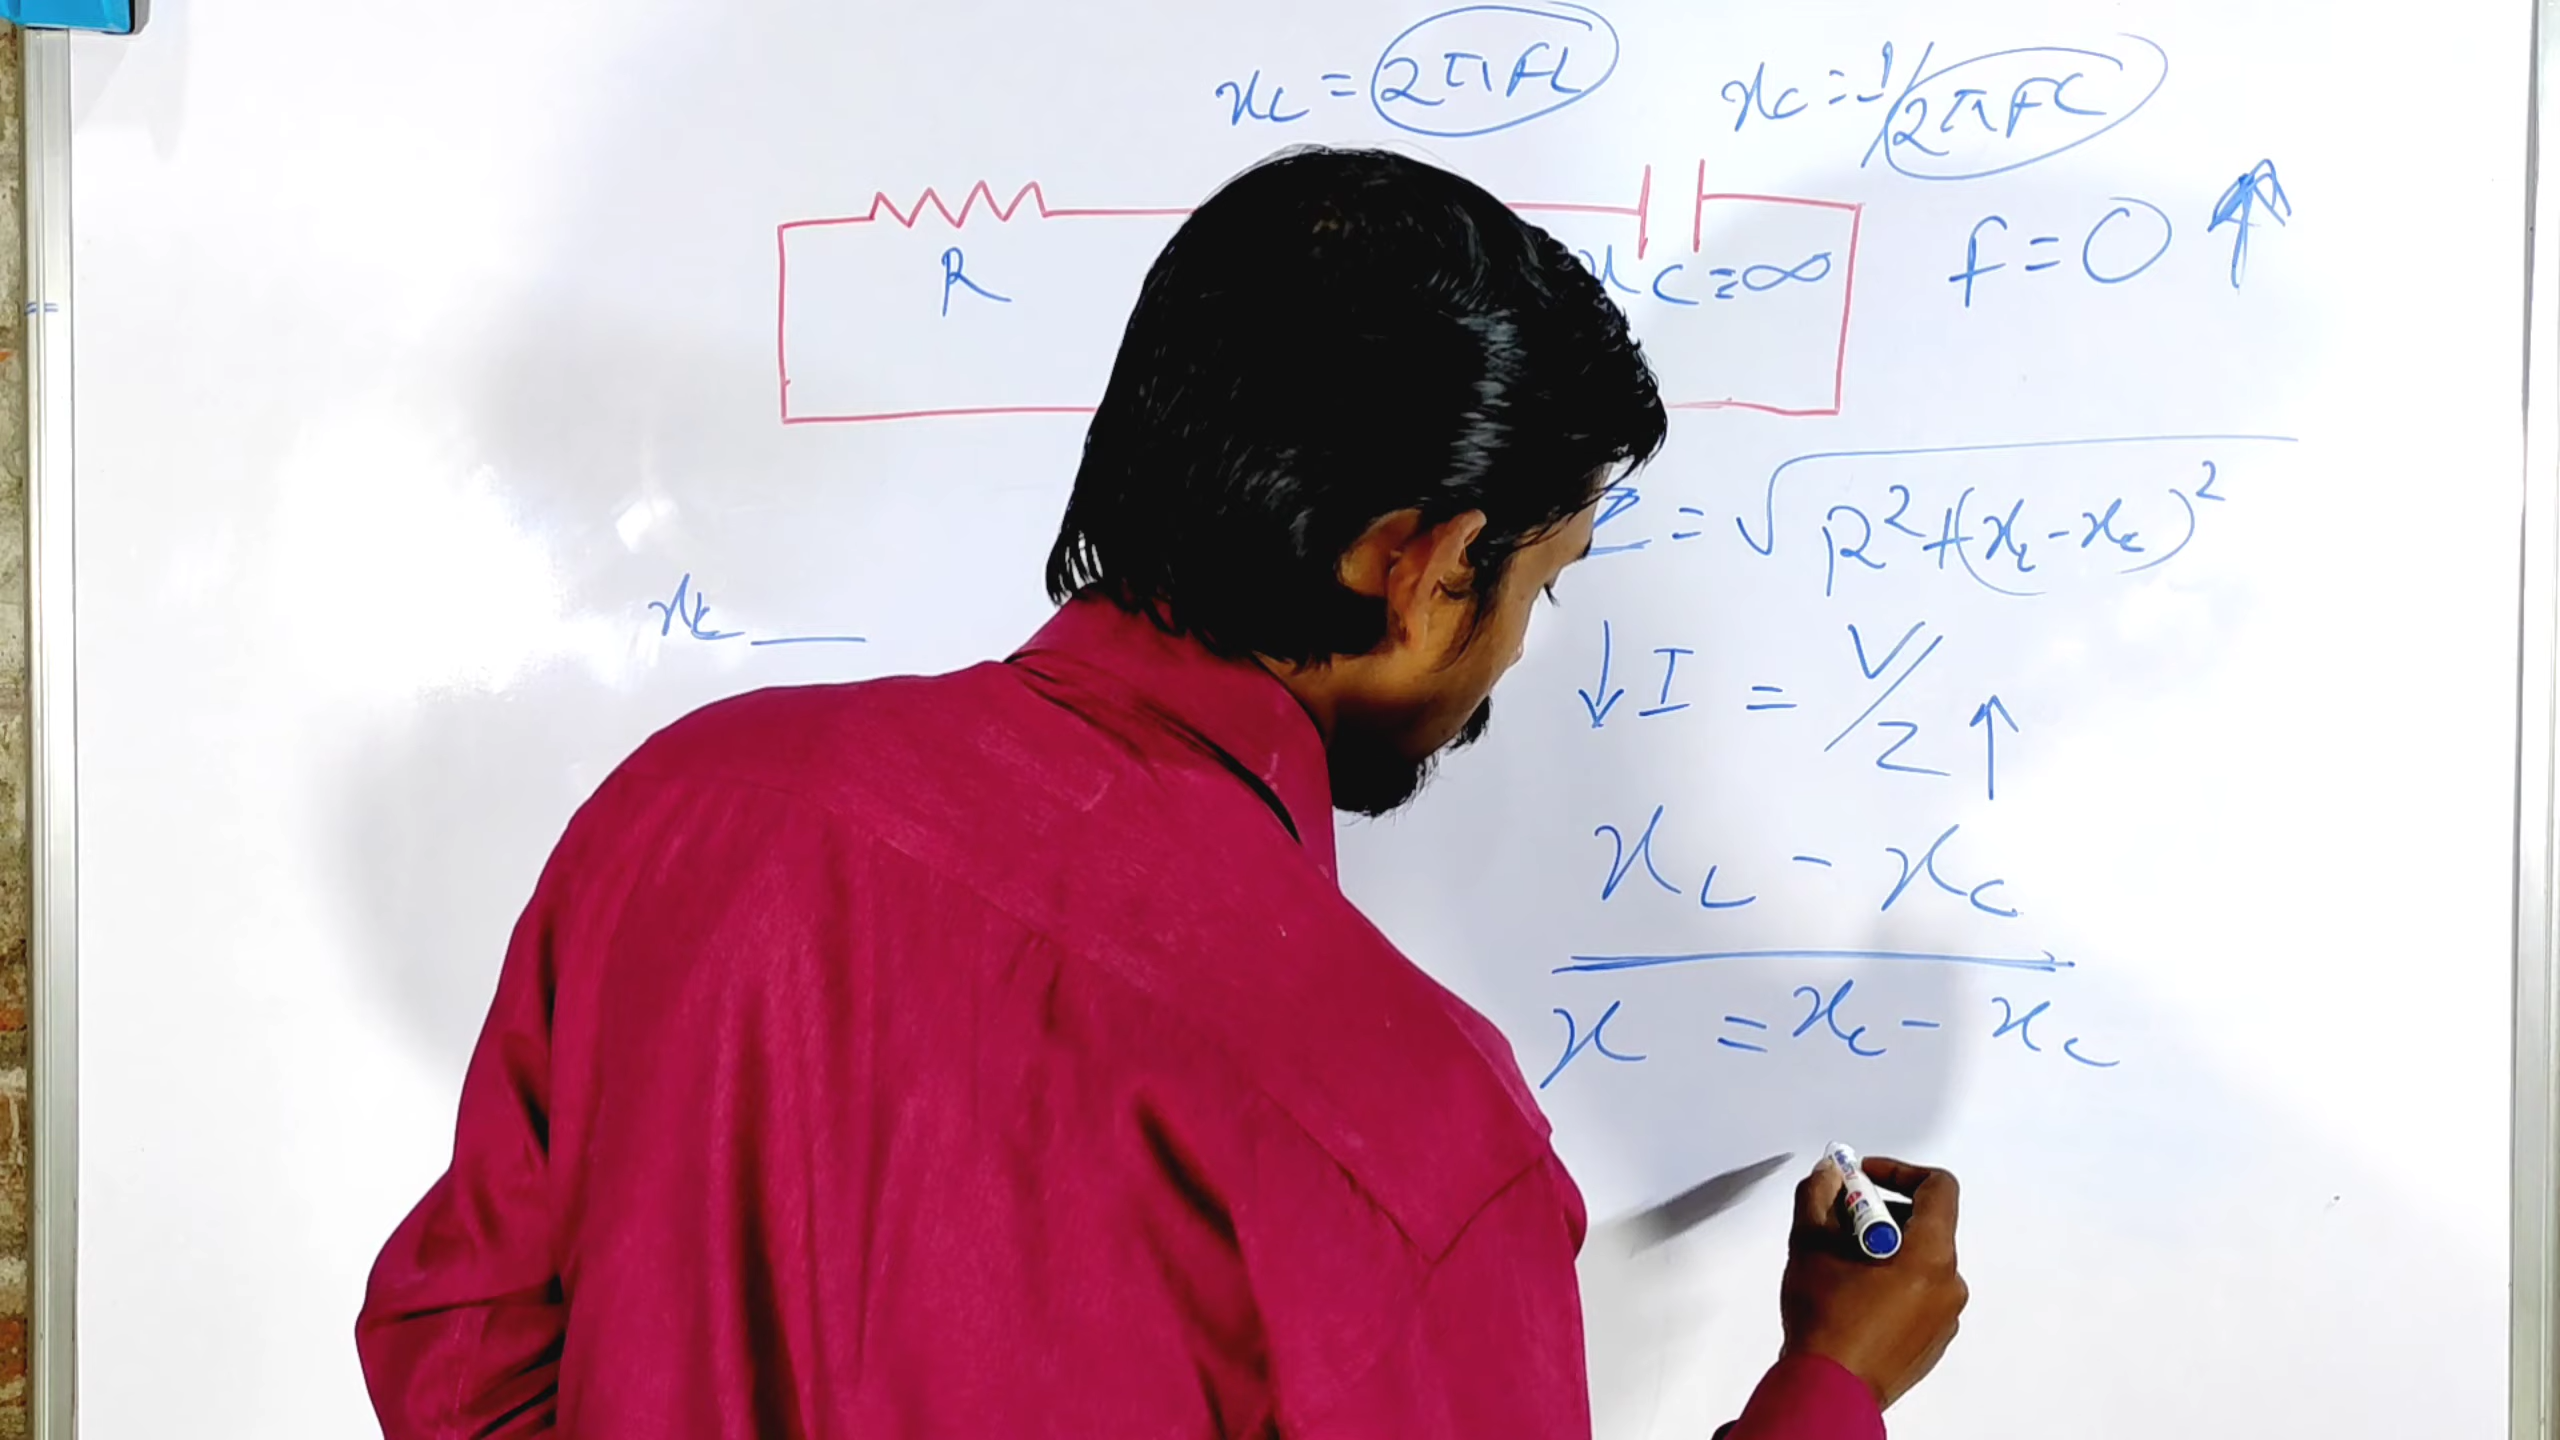 xL = 2πfL xC = 1/2πfC
R xC = ∞ f = 0 ↑
Z = √R²+(xL-xC)²
xL
↓ I = V/Z ↑
xL - xC
x = xL - xC